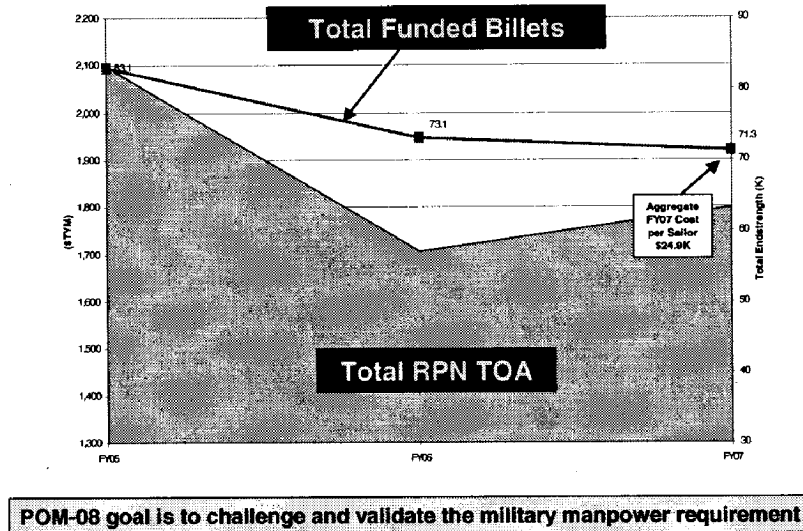 Total Funded Billets
2,200
2,100
2,000
1,900
1,800
1,700
1,600
1,500
1,400
1,300
($TYM)
90
80
70
60
50
40
30
Total Endstrength (K)
83.1
73.1
71.3
Aggregate
FY07 Cost
per Sailor
$24.9K
Total RPN TOA
FY05
FY06
FY07
POM-08 goal is to challenge and validate the military manpower requirement